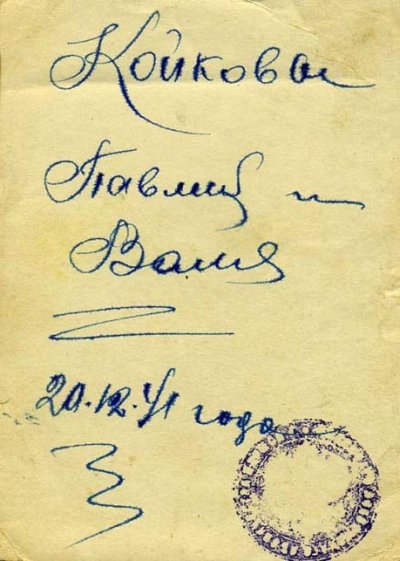 Койкова
Павлик и
Валя
20.12.41 года